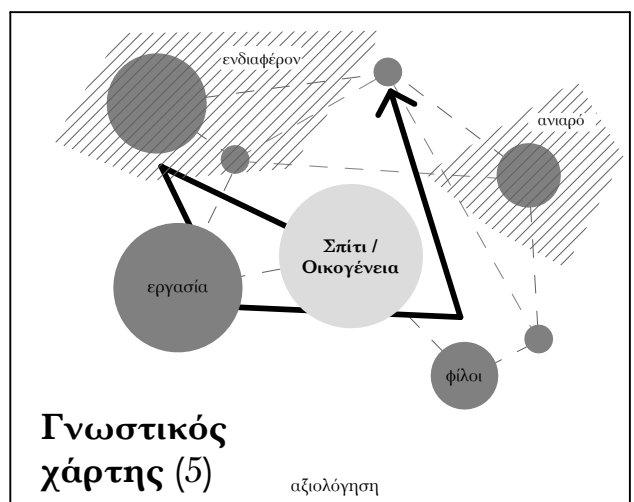 ενδιαφέρον
ανιαρό
Σπίτι /
Οικογένεια
εργασία
φίλοι
Γνωστικός
χάρτης (5)
αξιολόγηση